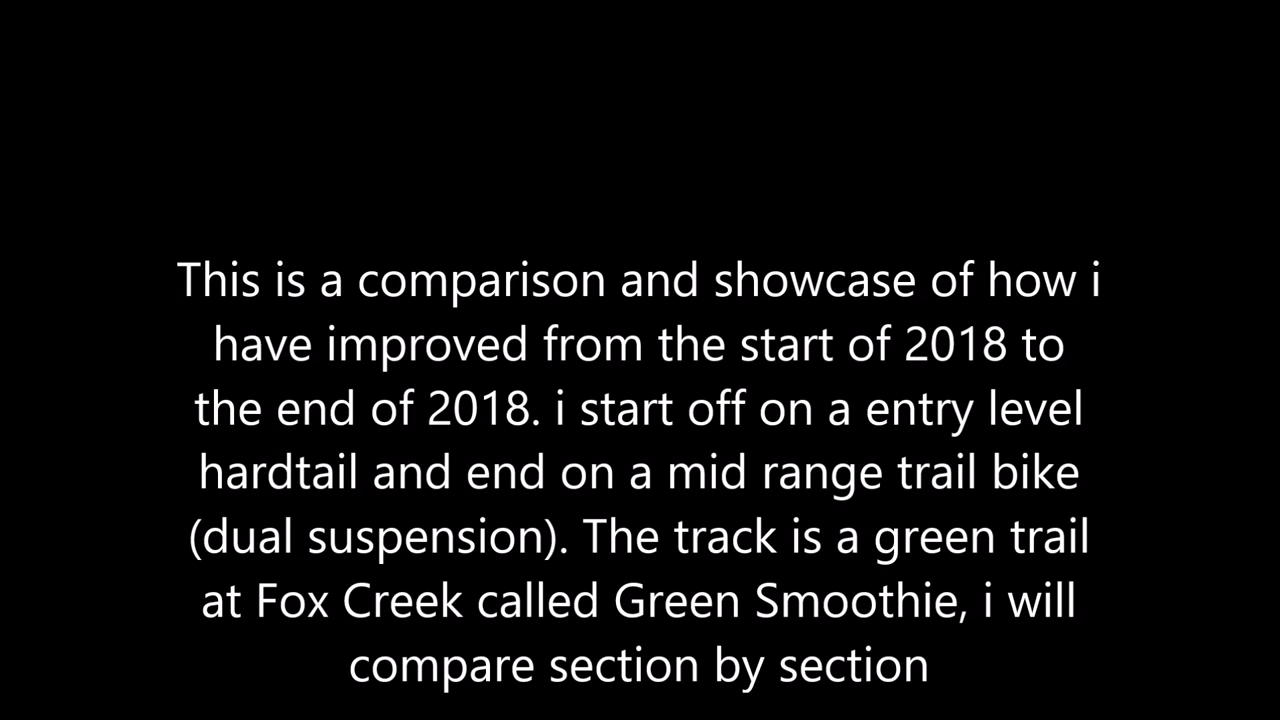 This is a comparison and showcase of how i
have improved from the start of 2018 to
the end of 2018. i start off on a entry level
hardtail and end on a mid range trail bike
(dual suspension). The track is a green trail
at Fox Creek called Green Smoothie, i will
compare section by section